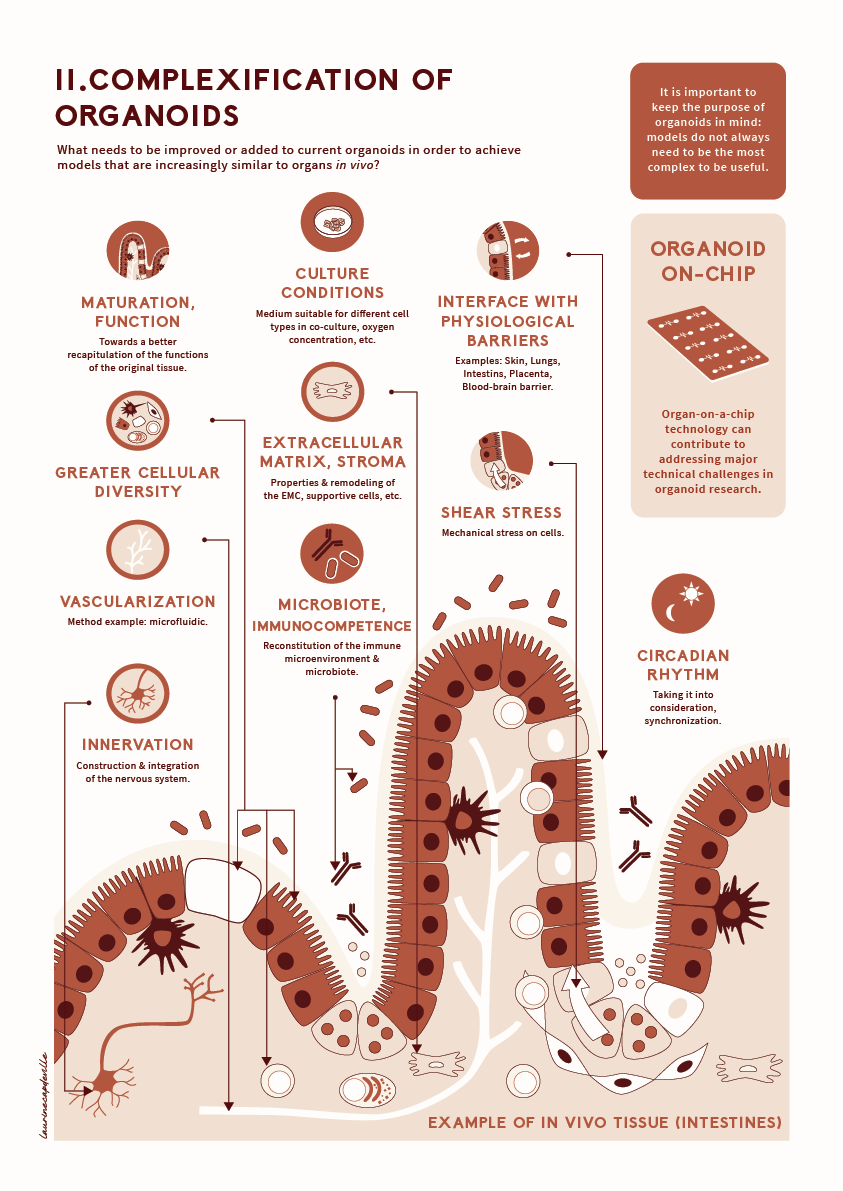 II.COMPLEXIFICATION OF
ORGANOIDS
What needs to be improved or added to current organoids in order to achieve
models that are increasingly similar to organs in vivo?
It is important to
keep the purpose of
organoids in mind:
models do not always
need to be the most
complex to be useful.
MATURATION,
FUNCTION
Towards a better
recapitulation of the functions
of the original tissue.
GREATER CELLULAR
DIVERSITY
VASCULARIZATION
Method example: microfluidic.
INNERVATION
Construction & integration
of the nervous system.
CULTURE
CONDITIONS
Medium suitable for different cell
types in co-culture, oxygen
concentration, etc.
EXTRACELLULAR
MATRIX, STROMA
Properties & remodeling of
the EMC, supportive cells, etc.
MICROBIOTE,
IMMUNOCOMPETENCE
Reconstitution of the immune
microenvironment &
microbiote.
INTERFACE WITH
PHYSIOLOGICAL
BARRIERS
Examples: Skin, Lungs,
Intestins, Placenta,
Blood-brain barrier.
SHEAR STRESS
Mechanical stress on cells.
ORGANOID
ON-CHIP
Organ-on-a-chip
technology can
contribute to
addressing major
technical challenges in
organoid research.
CIRCADIAN
RHYTHM
Taking it into
consideration,
synchronization.
laurinecapdeville
EXAMPLE OF IN VIVO TISSUE (INTESTINES)